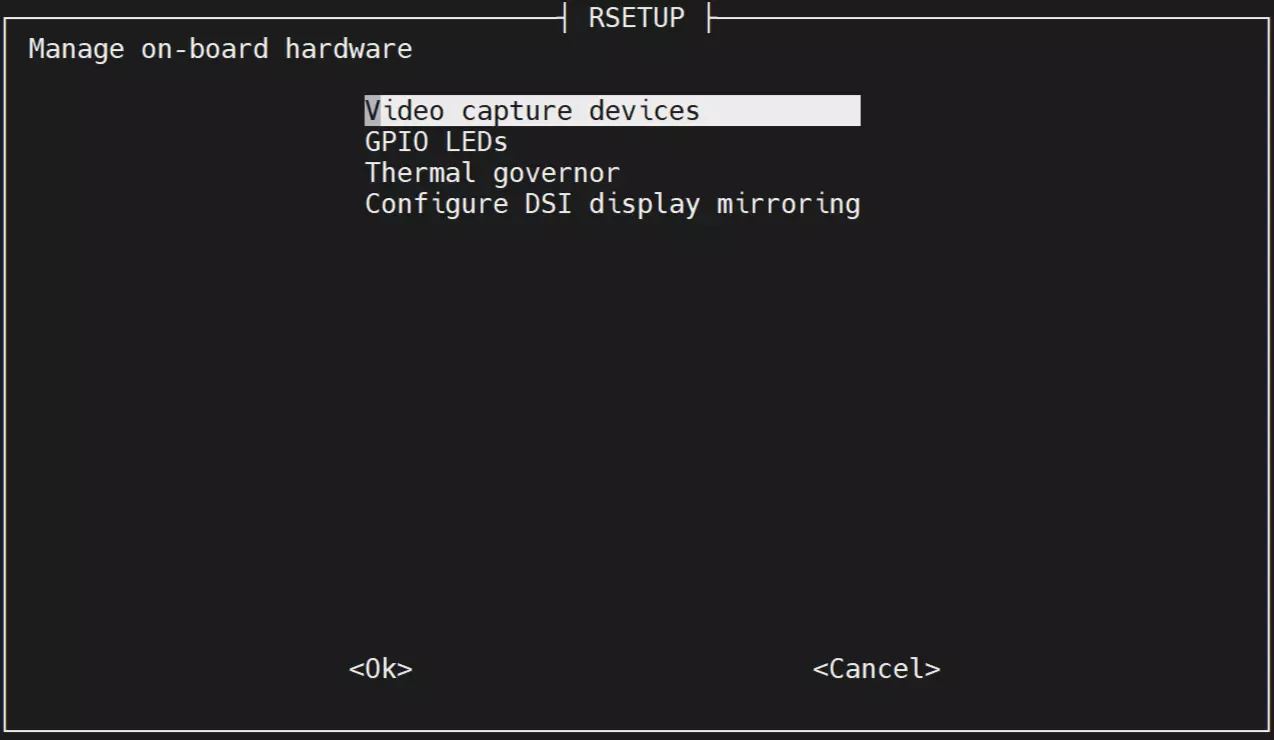 RSETUP
Manage on-board hardware
Video capture devices
GPIO LEDs
Thermal governor
Configure DSI display mirroring
<Ok> <Cancel>